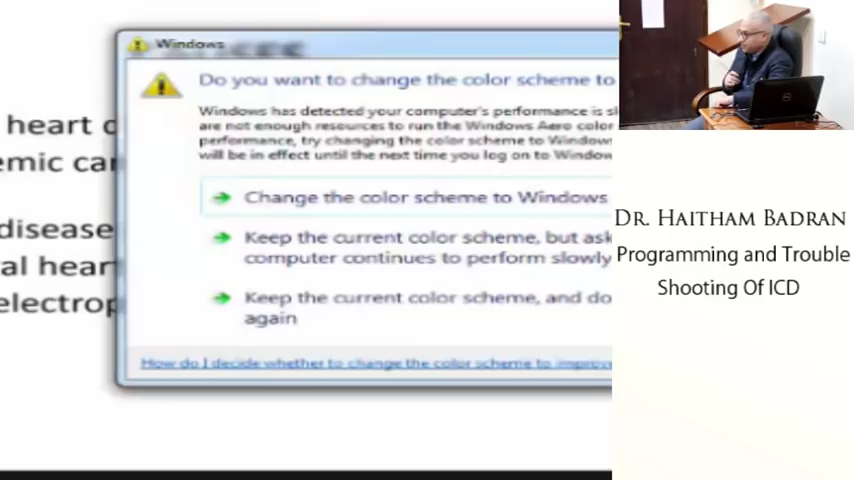 Windows
Do you want to change the color scheme to
Windows has detected your computer's performance is
are not enough resources to run the Windows Aero color
performance, try changing the color scheme to Windows
will be in effect until the next time you log on to Window
Change the color scheme to Windows
Keep the current color scheme, but ask
computer continues to perform slowly
Keep the current color scheme, and do
again
How do I decide whether to change the color scheme to improve
heart
emic ca
disease
al heart
electrop
DR. HAITHAM BADRAN
Programming and Trouble
Shooting Of ICD